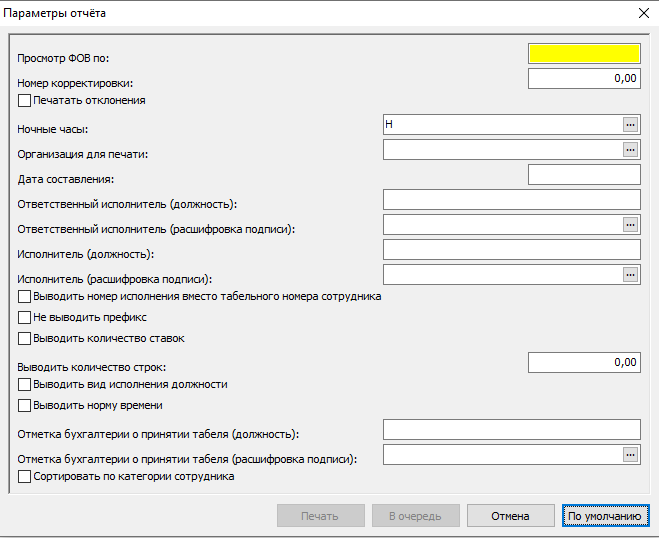 Параметры отчёта
Просмотр ФОВ по:
Номер корректировки: 0,00
Печатать отклонения
Ночные часы: Н ...
Организация для печати: ...
Дата составления:
Ответственный исполнитель (должность):
Ответственный исполнитель (расшифровка подписи): ...
Исполнитель (должность):
Исполнитель (расшифровка подписи): ...
Выводить номер исполнения вместо табельного номера сотрудника
Не выводить префикс
Выводить количество ставок
Выводить количество строк: 0,00
Выводить вид исполнения должности
Выводить норму времени
Отметка бухгалтерии о принятии табеля (должность):
Отметка бухгалтерии о принятии табеля (расшифровка подписи): ...
Сортировать по категории сотрудника
Печать В очередь Отмена По умолчанию